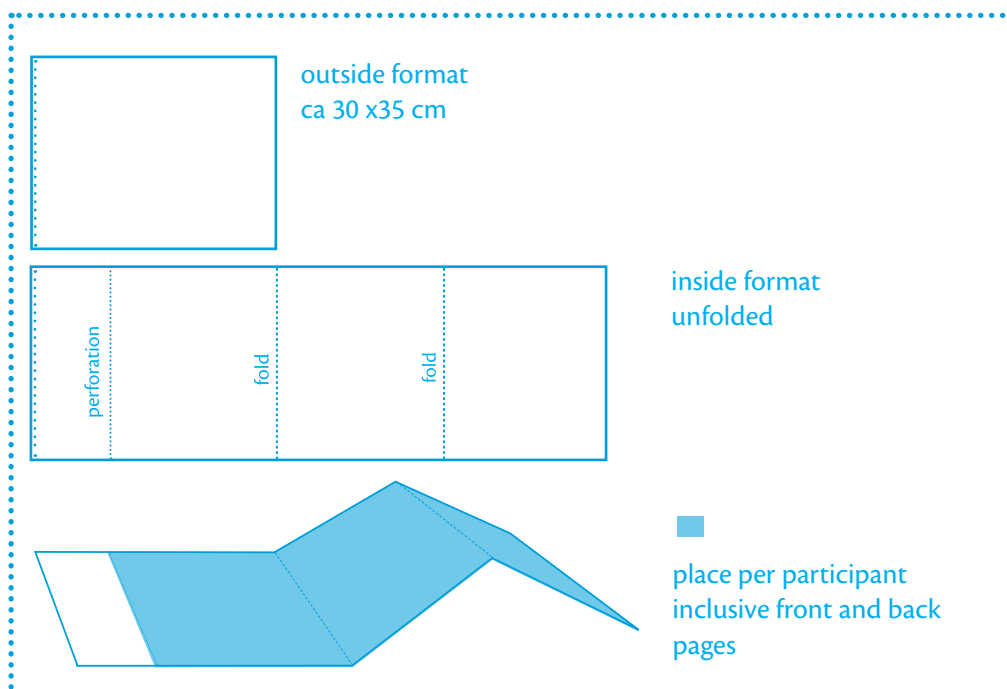 outside format
ca 30 x35 cm
inside format
unfolded
perforation
fold
fold
place per participant
inclusive front and back
pages